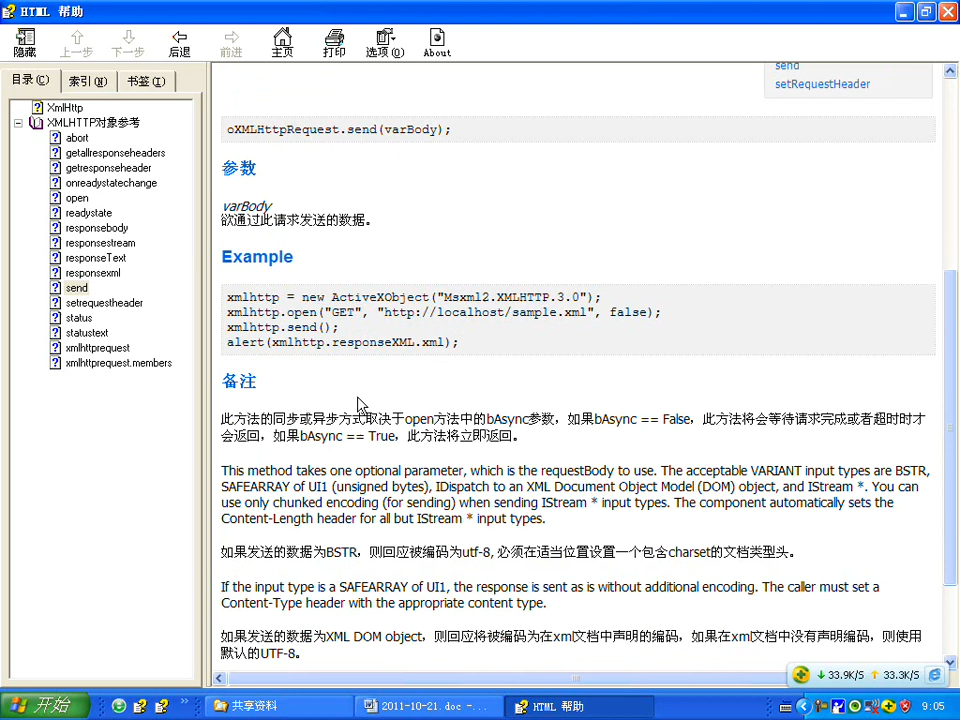 HTML 帮助
隐藏
上一步
下一步
后退
前进
主页
打印
选项(O)
About
目录(C)
索引(N)
书签(I)
XmlHttp
XMLHTTP对象参考
abort
getallresponseheaders
getresponseheader
onreadystatechange
open
readystate
responsebody
responsestream
responseText
responsexml
send
setrequestheader
status
statustext
xmlhttprequest
xmlhttprequest.members
send
setRequestHeader
oXMLHttpRequest.send(varBody);
参数
varBody
欲通过此请求发送的数据。
Example
xmlhttp = new ActiveXObject("Msxml2.XMLHTTP.3.0");
xmlhttp.open("GET", "http://localhost/sample.xml", false);
xmlhttp.send();
alert(xmlhttp.responseXML.xml);
备注
此方法的同步或异步方式取决于open方法中的bAsync参数，如果bAsync == False，此方法将会等待请求完成或者超时时才
会返回，如果bAsync == True，此方法将立即返回。
This method takes one optional parameter, which is the requestBody to use. The acceptable VARIANT input types are BSTR,
SAFEARRAY of UI1 (unsigned bytes), IDispatch to an XML Document Object Model (DOM) object, and IStream *. You can
use only chunked encoding (for sending) when sending IStream * input types. The component automatically sets the
Content-Length header for all but IStream * input types.
如果发送的数据为BSTR，则回应被编码为utf-8, 必须在适当位置设置一个包含charset的文档类型头。
If the input type is a SAFEARRAY of UI1, the response is sent as is without additional encoding. The caller must set a
Content-Type header with the appropriate content type.
如果发送的数据为XML DOM object，则回应将被编码为在xml文档中声明的编码，如果在xml文档中没有声明编码，则使用
默认的UTF-8。
33.9K/S
33.3K/S
开始
共享资料
2011-10-21.doc - ...
HTML 帮助
9:05